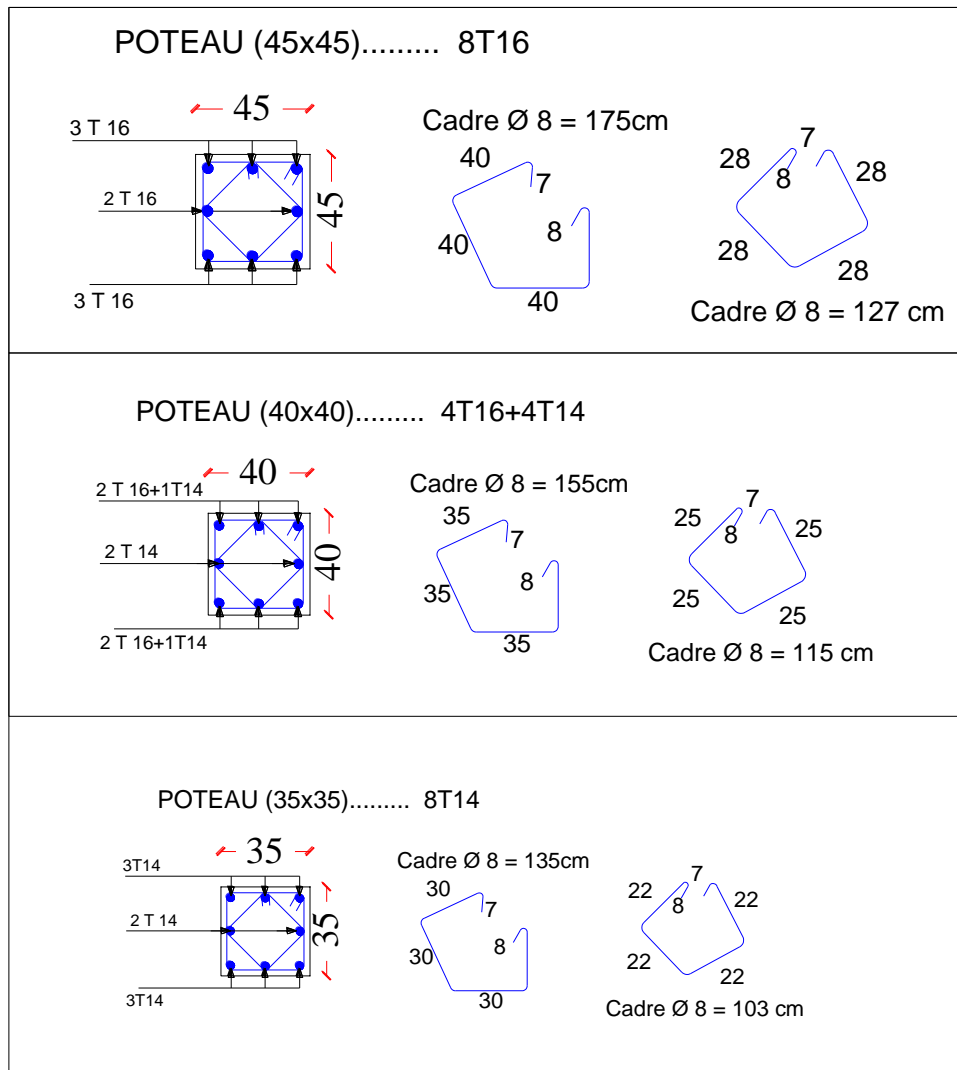 POTEAU (45x45)......... 8T16
45
3 T 16
2 T 16
3 T 16
45
Cadre Ø 8 = 175cm
40
7
8
40
40
7
28
8
28
28
28
Cadre Ø 8 = 127 cm
POTEAU (40x40)......... 4T16+4T14
40
2 T 16+1T14
2 T 14
2 T 16+1T14
40
Cadre Ø 8 = 155cm
35
7
8
35
35
7
25
8
25
25
25
Cadre Ø 8 = 115 cm
POTEAU (35x35)......... 8T14
35
3T14
2 T 14
3T14
35
Cadre Ø 8 = 135cm
30
7
8
30
30
7
22
8
22
22
22
Cadre Ø 8 = 103 cm